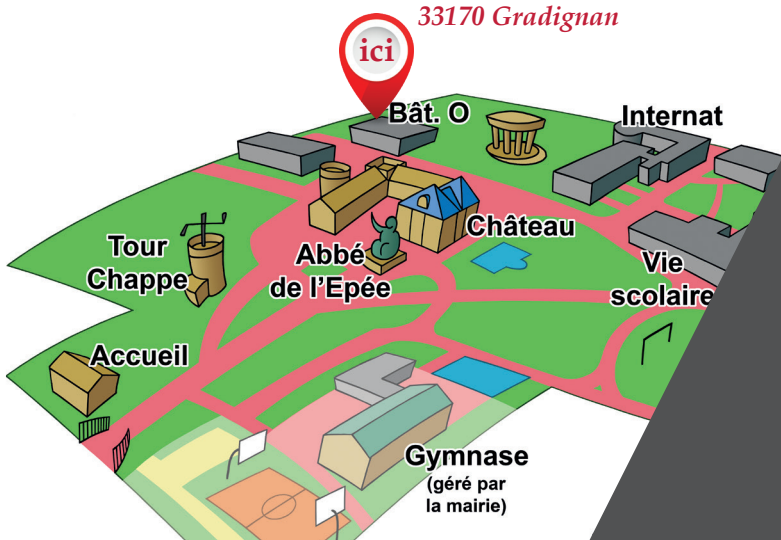 33170 Gradignan
ici
Bât. O
Internat
Château
Tour
Chappe
Abbé
de l'Epée
Vie
scolaire
Accueil
Gymnase
(géré par
la mairie)